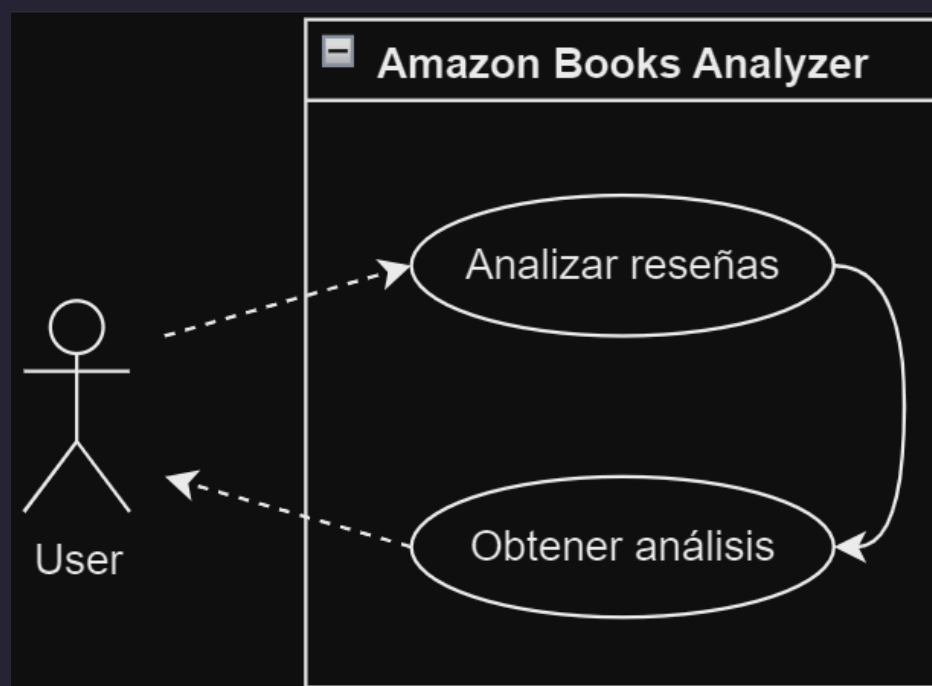 Amazon Books Analyzer
Analizar reseñas
Obtener análisis
User